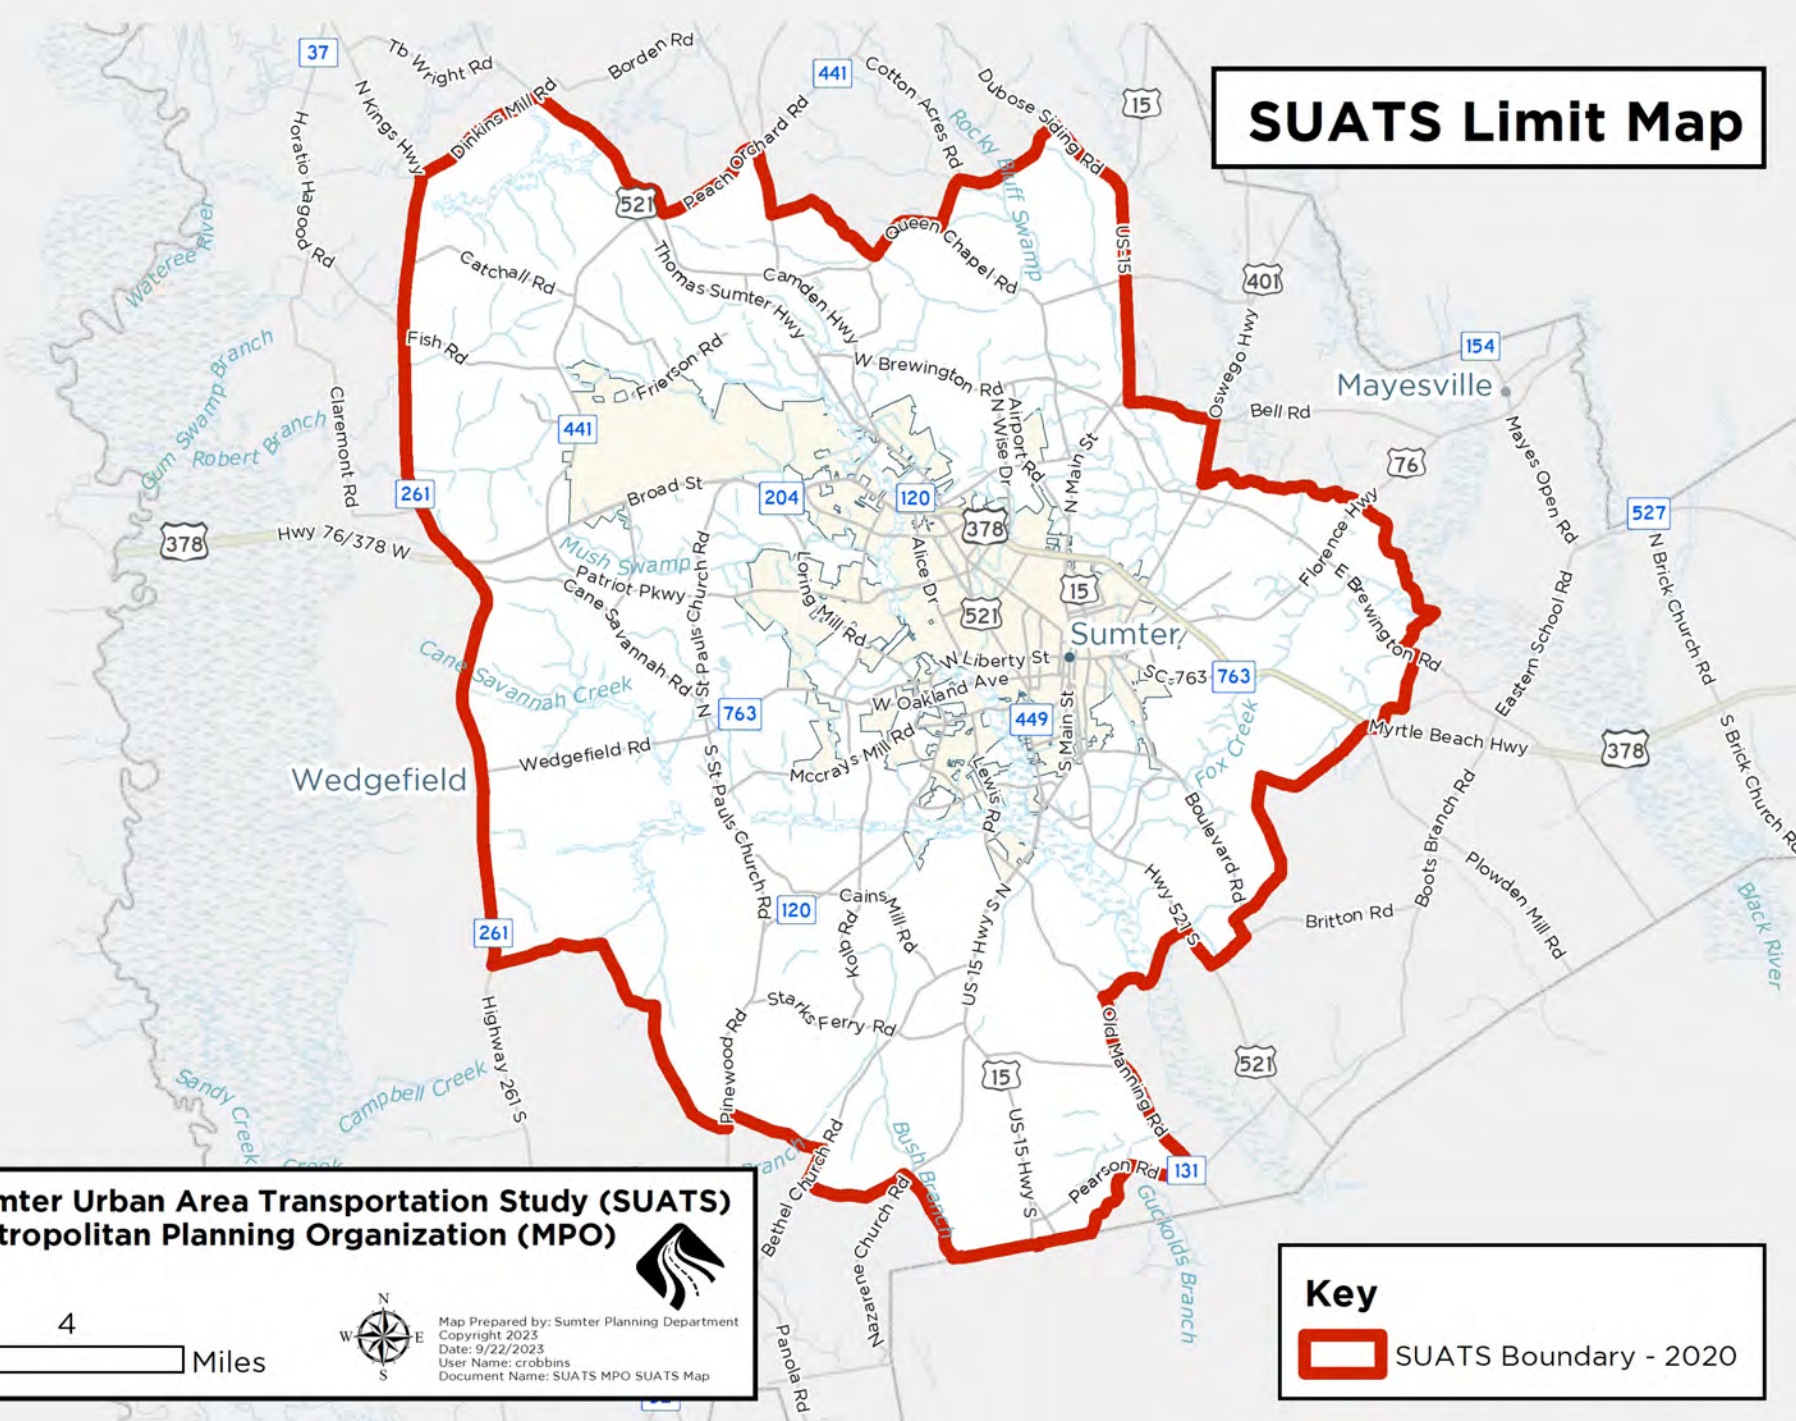 SUATS Limit Map
37
Tb Wright Rd
Borden Rd
441
Cotton Acres Rd
Dubose Siding Rd
15
N Kings Hwy
Dinkins Mill Rd
Horatio Hagood Rd
Peach Orchard Rd
Rocky Bluff Swamp
521
Wateree River
Queen Chapel Rd
US-15
Catchall Rd
Thomas Sumter Hwy
Camden Hwy
401
Fish Rd
Frierson Rd
W Brewington Rd
Oswego Hwy
154
Mayesville
Gum Swamp Branch
Robert Branch
Claremont Rd
441
N Wise Dr
Airport Rd
N Main St
Bell Rd
Mayes Open Rd
76
261
Broad St
204
120
378
Florence Hwy
527
378
Hwy 76/378 W
Mush Swamp
Patriot Pkwy
Cane Savannah Rd
N St Pauls Church Rd
Loring Mill Rd
Alice Dr
521
15
E Brewington Rd
Eastern School Rd
N Brick Church Rd
Sumter
W Liberty St
Cane Savannah Creek
W Oakland Ave
SC-763
763
763
449
S Main St
Fox Creek
Myrtle Beach Hwy
378
S Brick Church Rd
Wedgefield Rd
Wedgefield
Mccrays Mill Rd
Lewis Rd
S St Pauls Church Rd
Boulevard Rd
Boots Branch Rd
Plowden Mill Rd
Black River
Hwy 521 S
Britton Rd
120
Cains Mill Rd
Kolb Rd
US-15 Hwy S N
261
Highway 261 S
Starks Ferry Rd
Pinewood Rd
Old Manning Rd
15
521
Sandy Creek
Campbell Creek
Creek
US-15 Hwy S
Bush Branch
Branch
Bethel Church Rd
Nazarene Church Rd
Pearson Rd
131
Guckolds Branch
Panola Rd
mter Urban Area Transportation Study (SUATS)
tropolitan Planning Organization (MPO)
4
Miles
N
W
E
S
Map Prepared by: Sumter Planning Department
Copyright 2023
Date: 9/22/2023
User Name: crobbins
Document Name: SUATS MPO SUATS Map
Key
SUATS Boundary - 2020